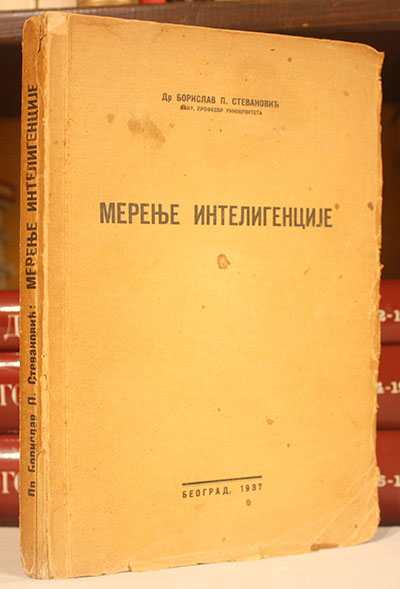 Др БОРИСЛАВ П. СТЕВАНОВИЋ
ВАНР. ПРОФЕСОР УНИВЕРЗИТЕТА
МЕРЕЊЕ ИНТЕЛИГЕНЦИЈЕ
БЕОГРАД, 1937
Др Борислав П. Стевановић: МЕРЕЊЕ ИНТЕЛИГЕНЦИЈЕ